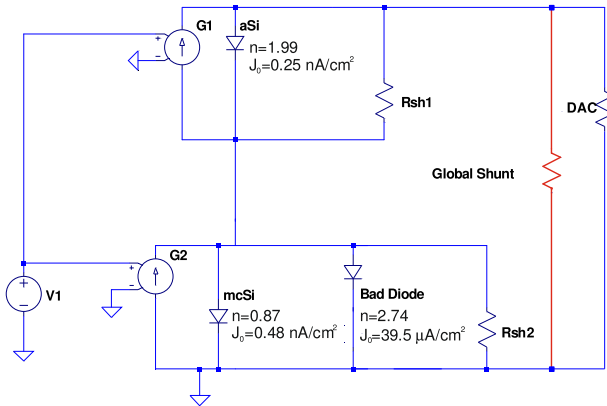 G1
aSi
n=1.99
J₀=0.25 nA/cm²
Rsh1
DAC
Global Shunt
G2
V1
mcSi
n=0.87
J₀=0.48 nA/cm²
Bad Diode
n=2.74
J₀=39.5 µA/cm²
Rsh2
+
−
+
−
+
−